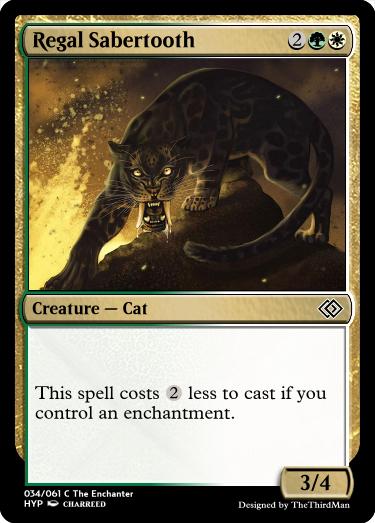 Regal Sabertooth 2
Creature — Cat
This spell costs 2 less to cast if you
control an enchantment.
3/4
034/061 C The Enchanter
HYP CHARREED
Designed by TheThirdMan